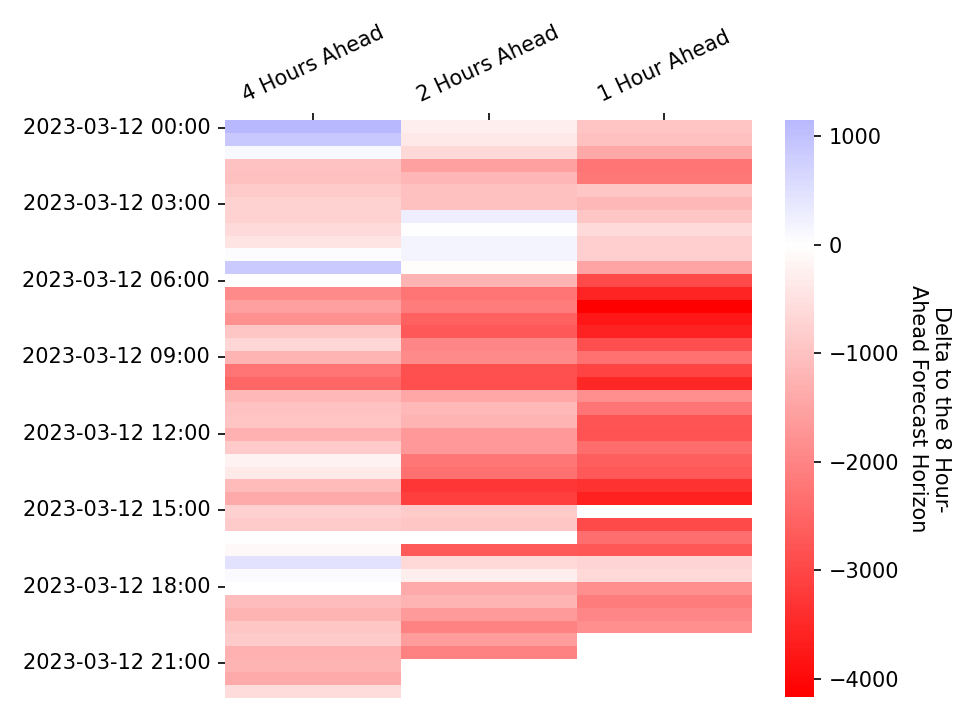 4 Hours Ahead
2 Hours Ahead
1 Hour Ahead
2023-03-12 00:00
2023-03-12 03:00
2023-03-12 06:00
2023-03-12 09:00
2023-03-12 12:00
2023-03-12 15:00
2023-03-12 18:00
2023-03-12 21:00
1000
0
−1000
−2000
−3000
−4000
Delta to the 8 Hour-
Ahead Forecast Horizon